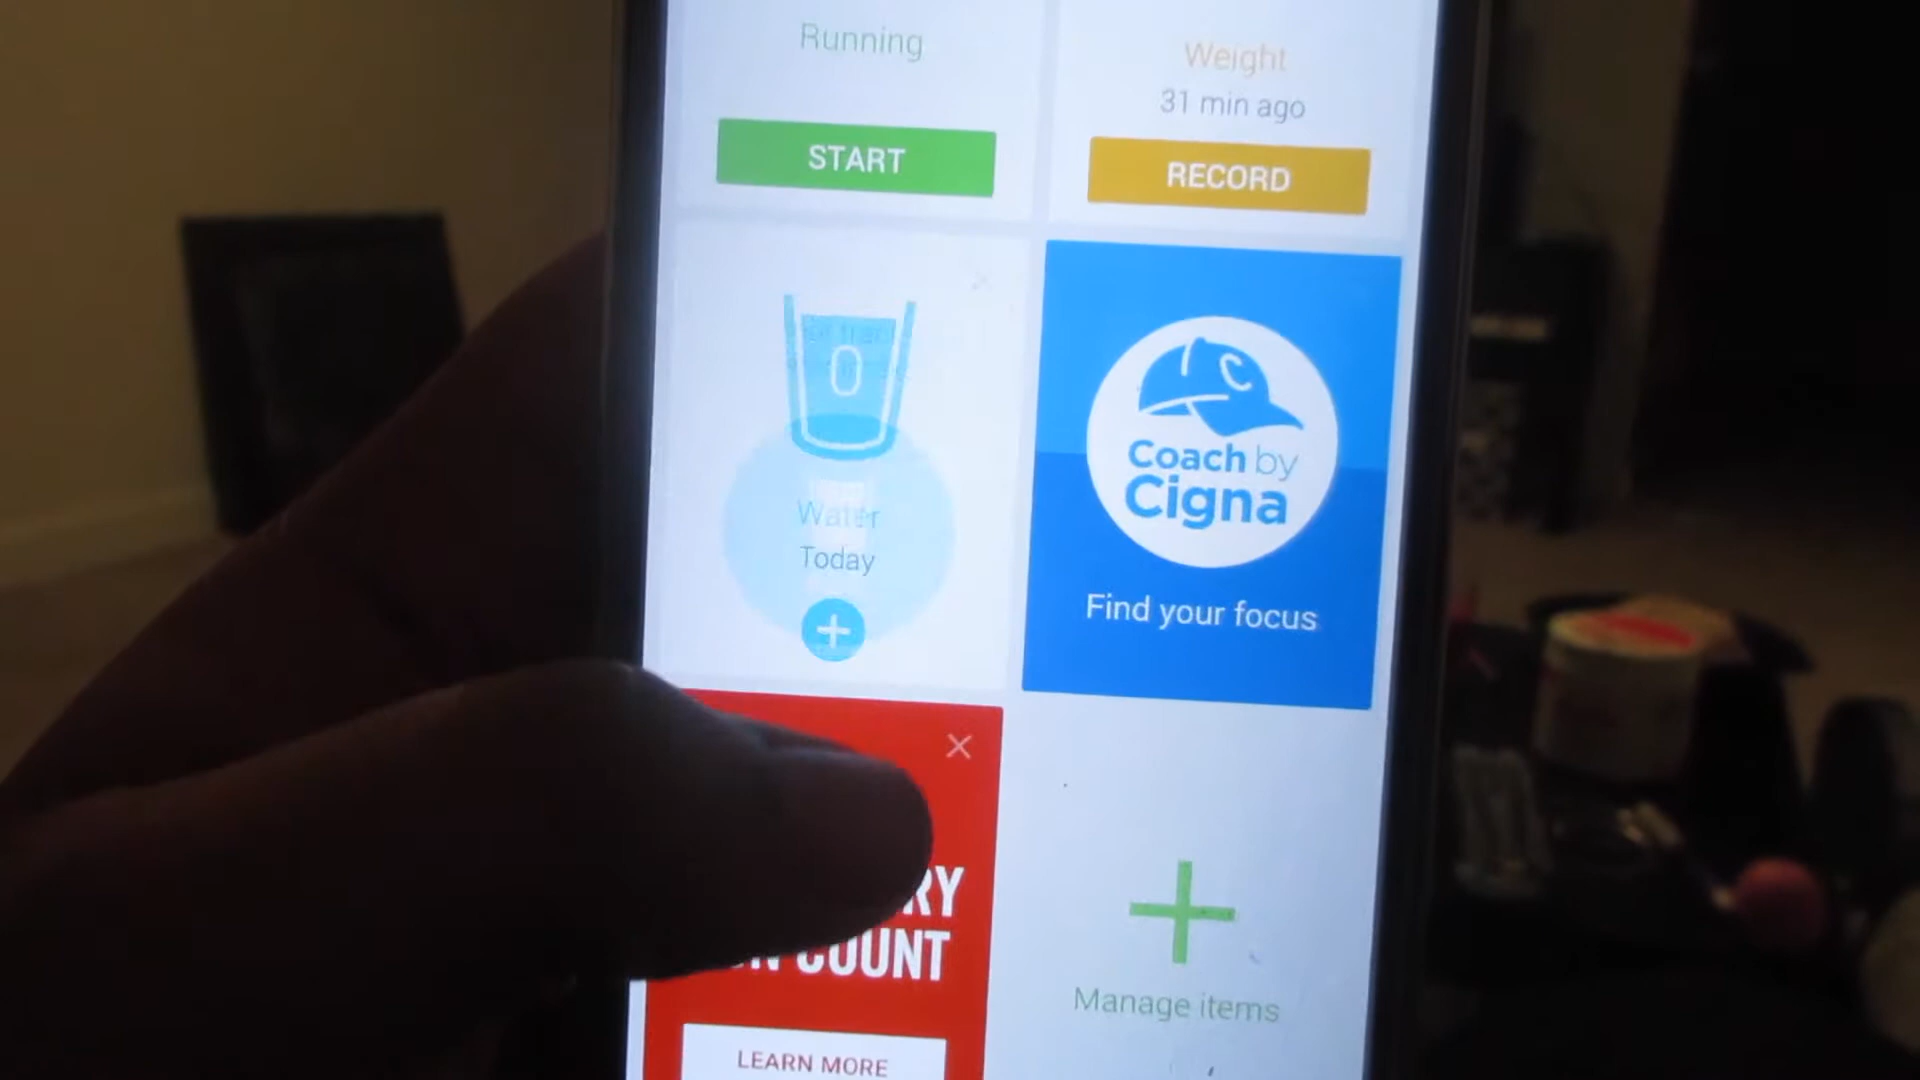 Running
START
Weight
31 min ago
RECORD
0
Water
Today
Coach by
Cigna
Find your focus
COUNT
LEARN MORE
Manage items